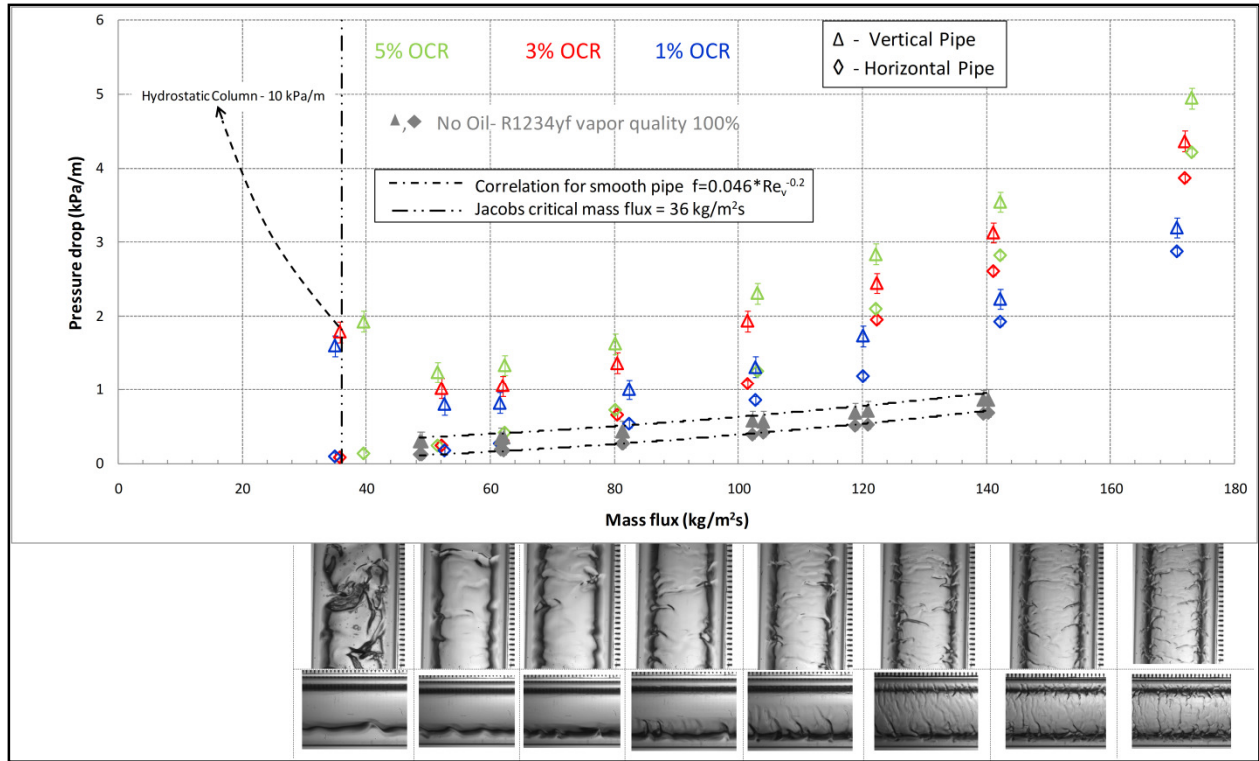 6
5
4
3
2
1
0
Pressure drop (kPa/m)
5% OCR 3% OCR 1% OCR
Δ - Vertical Pipe
◊ - Horizontal Pipe
Hydrostatic Column - 10 kPa/m
▲,◆ No Oil- R1234yf vapor quality 100%
Correlation for smooth pipe f=0.046*Reᵥ⁻⁰·²
Jacobs critical mass flux = 36 kg/m²s
0 20 40 60 80 100 120 140 160 180
Mass flux (kg/m²s)